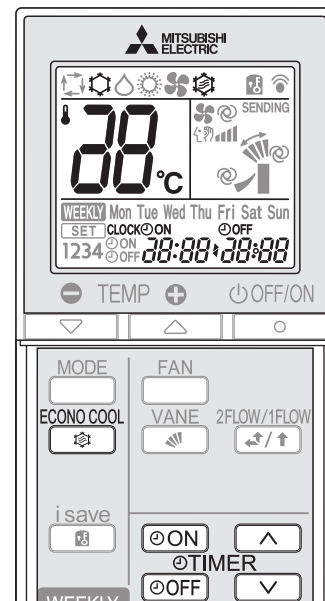 MITSUBISHI
ELECTRIC
SENDING
88°C
WEEKLY Mon Tue Wed Thu Fri Sat Sun
SET CLOCK ON OFF
1234 ON OFF 88:88 88:88
TEMP OFF/ON
MODE FAN
ECONO COOL VANE 2FLOW/1FLOW
i save
ON
TIMER
OFF
WEEKLY